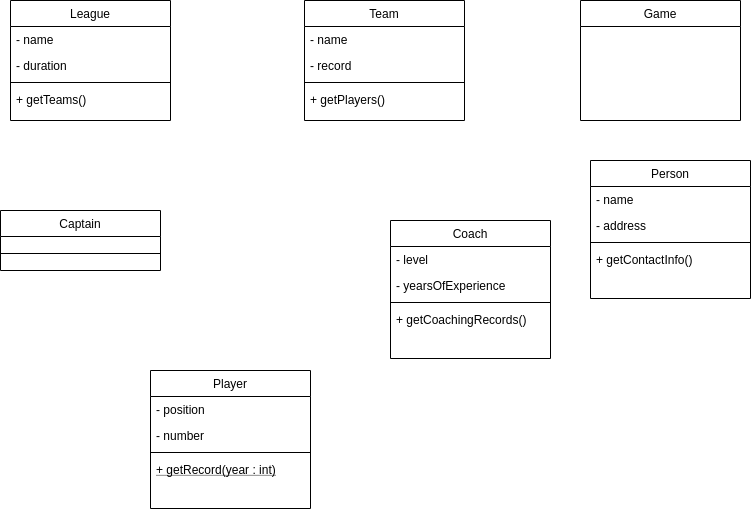 League
- name
- duration
+ getTeams()
Team
- name
- record
+ getPlayers()
Game
Person
- name
- address
+ getContactInfo()
Captain
Coach
- level
- yearsOfExperience
+ getCoachingRecords()
Player
- position
- number
+ getRecord(year : int)